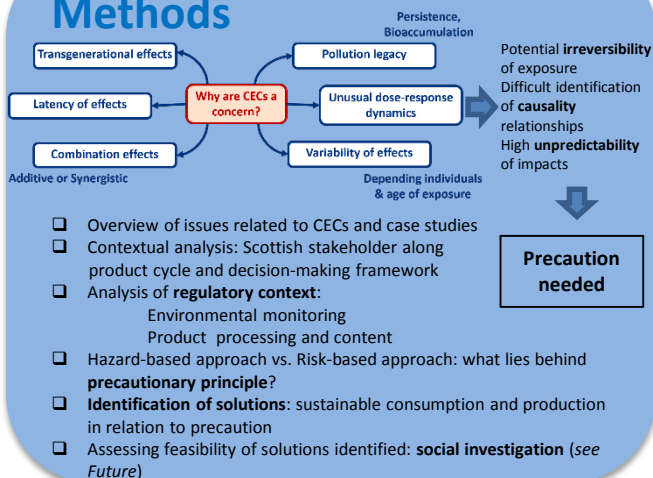 Methods
Persistence,
Bioaccumulation
Transgenerational effects
Pollution legacy
Latency of effects
Why are CECs a
concern?
Unusual dose-response
dynamics
Combination effects
Variability of effects
Additive or Synergistic
Depending individuals
& age of exposure
Potential irreversibility
of exposure
Difficult identification
of causality
relationships
High unpredictability
of impacts
Precaution
needed
❑ Overview of issues related to CECs and case studies
❑ Contextual analysis: Scottish stakeholder along
product cycle and decision-making framework
❑ Analysis of regulatory context:
Environmental monitoring
Product processing and content
❑ Hazard-based approach vs. Risk-based approach: what lies behind
precautionary principle?
❑ Identification of solutions: sustainable consumption and production
in relation to precaution
❑ Assessing feasibility of solutions identified: social investigation (see
Future)